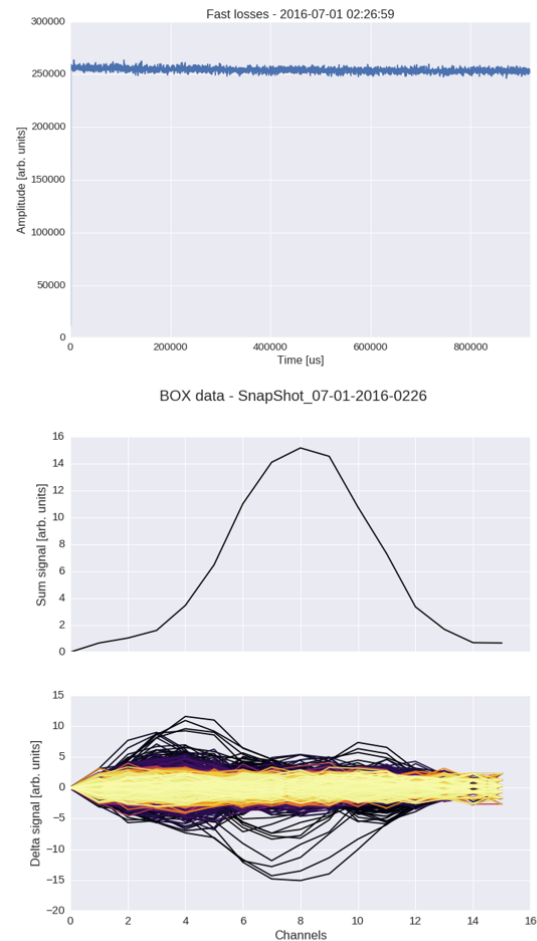 Fast losses - 2016-07-01 02:26:59
300000
250000
200000
150000
100000
50000
0
Amplitude [arb. units]
0 200000 400000 600000 800000
Time [us]
BOX data - SnapShot_07-01-2016-0226
16
14
12
10
8
6
4
2
0
Sum signal [arb. units]
15
10
5
0
−5
−10
−15
−20
Delta signal [arb. units]
0 2 4 6 8 10 12 14 16
Channels